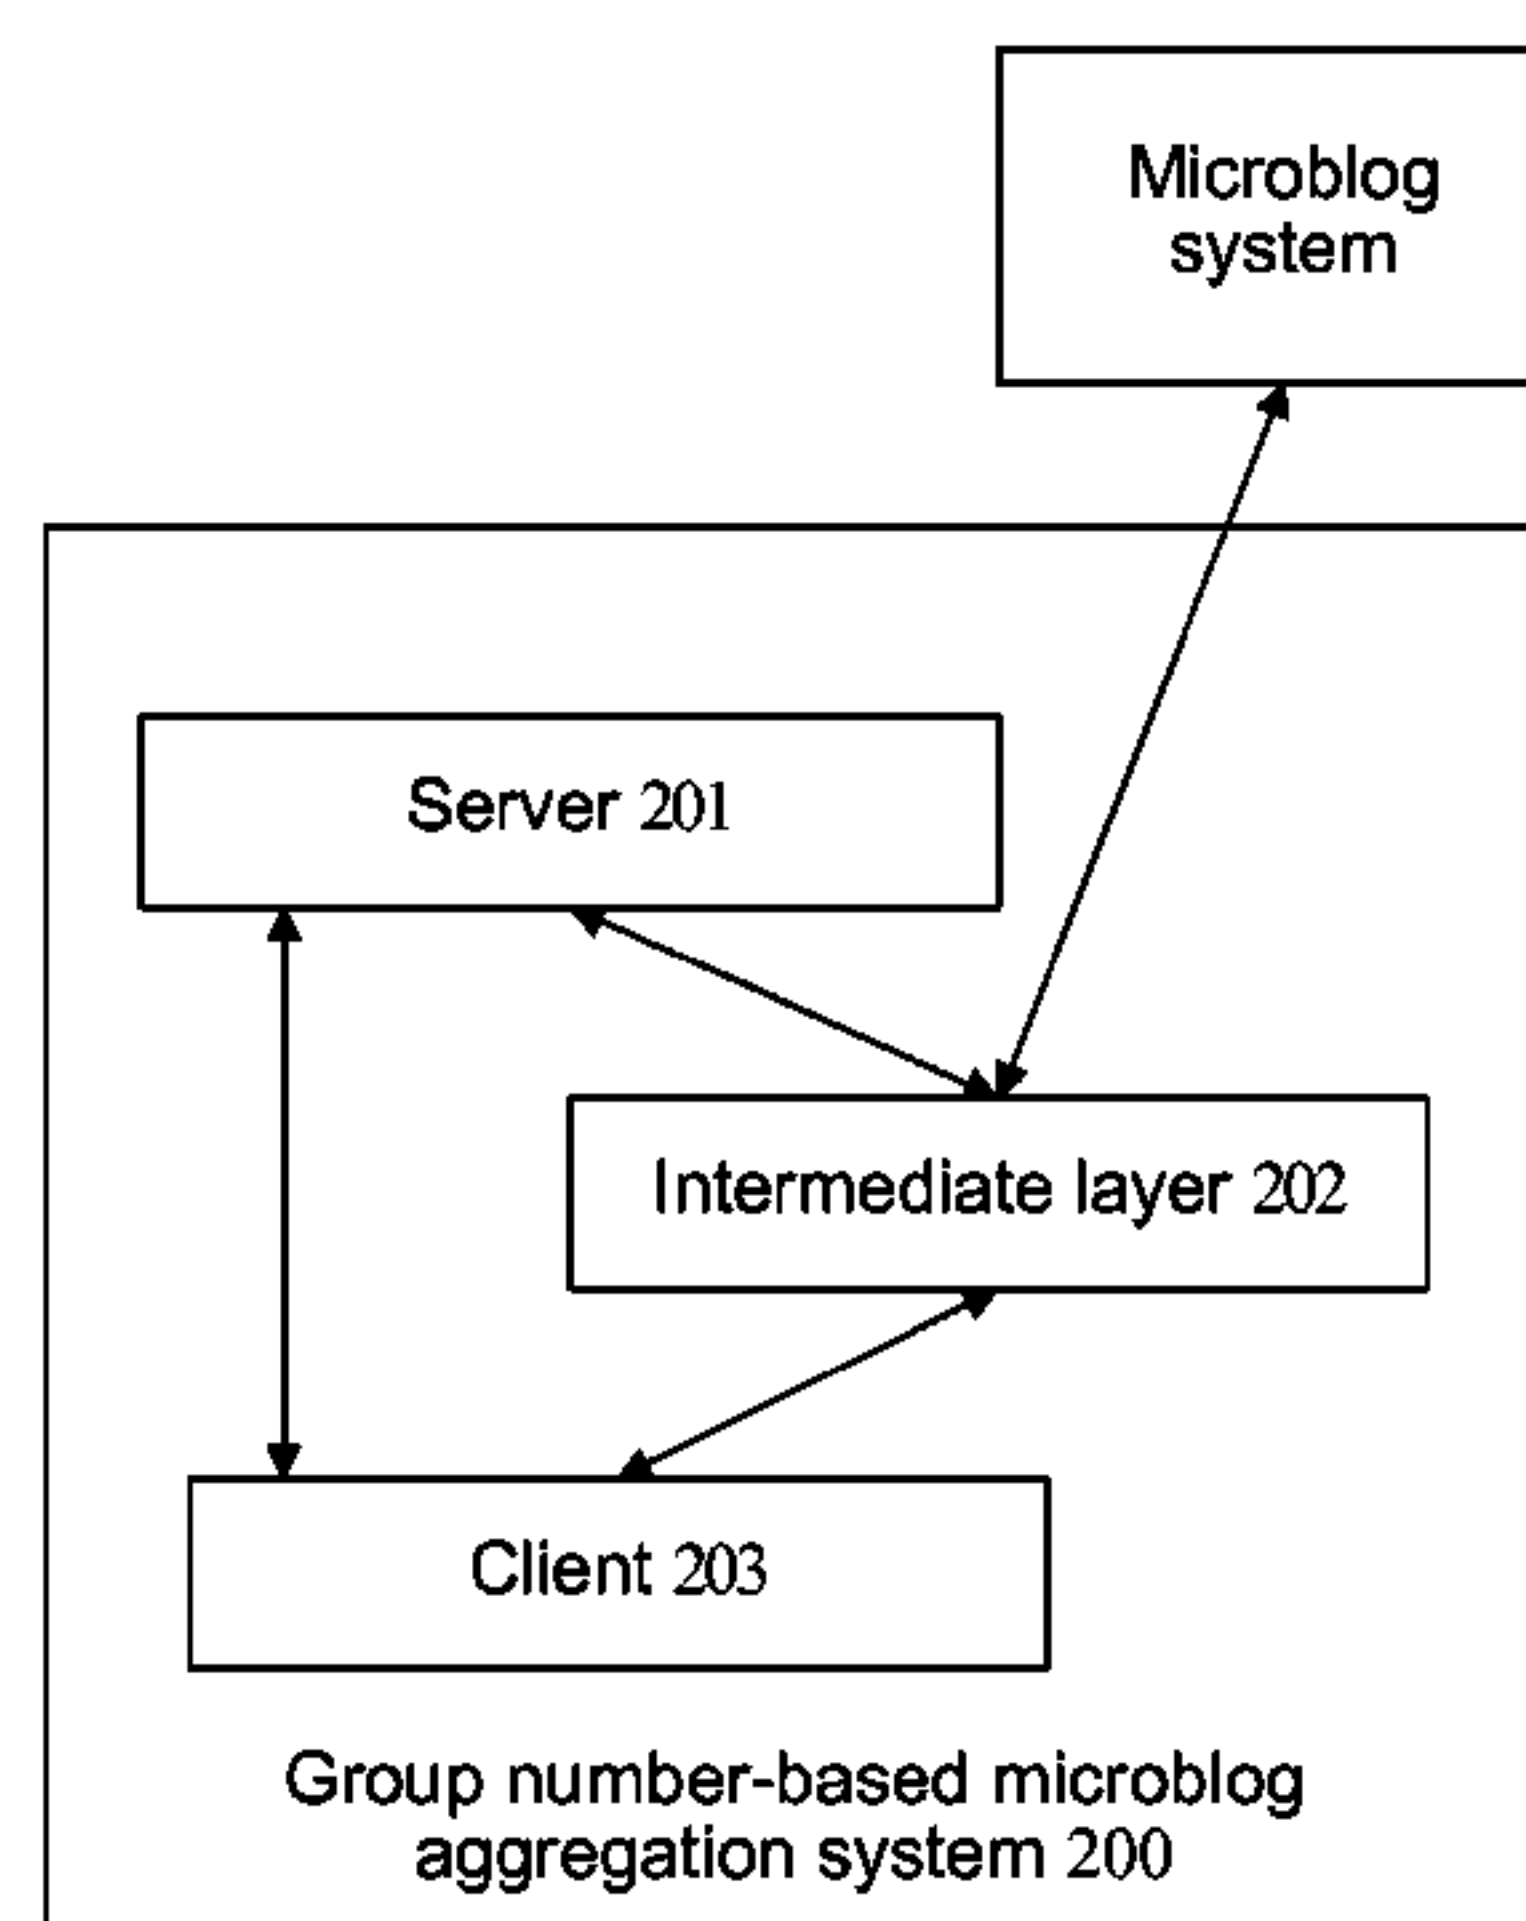 Microblog
system
Server 201
Intermediate layer 202
Client 203
Group number-based microblog
aggregation system 200